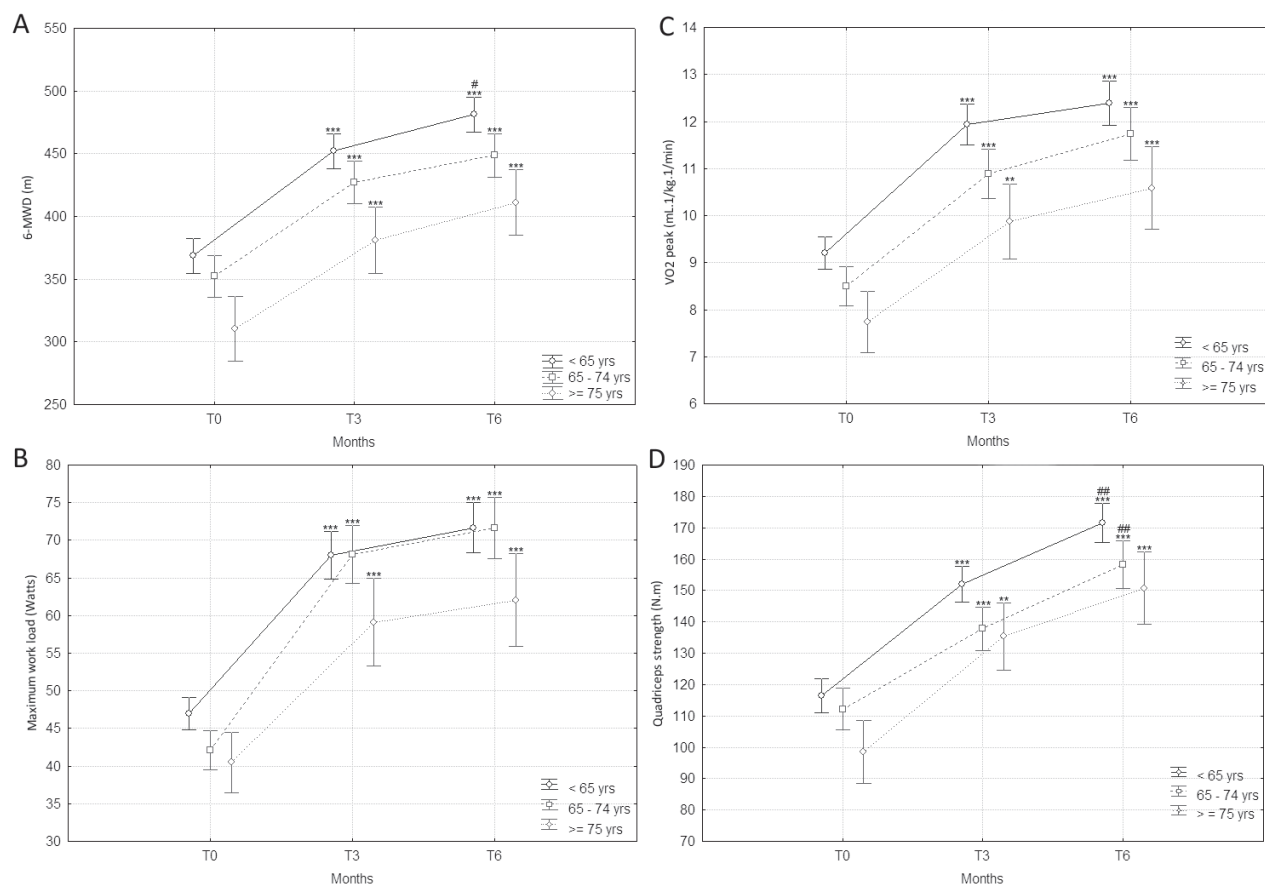 A
550
500
450
400
350
300
250
6-MWD (m)
#
***
***
***
***
***
***
< 65 yrs
65 - 74 yrs
>= 75 yrs
T0
T3
T6
Months
C
14
13
12
11
10
9
8
7
6
VO2 peak (mL.1/kg.1/min)
***
***
***
***
**
***
< 65 yrs
65 - 74 yrs
>= 75 yrs
T0
T3
T6
Months
B
80
75
70
65
60
55
50
45
40
35
30
Maximum work load (Watts)
***
***
***
***
***
***
< 65 yrs
65 - 74 yrs
>= 75 yrs
T0
T3
T6
Months
D
190
180
170
160
150
140
130
120
110
100
90
80
70
Quadriceps strength (N.m)
##
***
##
***
***
***
***
**
< 65 yrs
65 - 74 yrs
> = 75 yrs
T0
T3
T6
Months